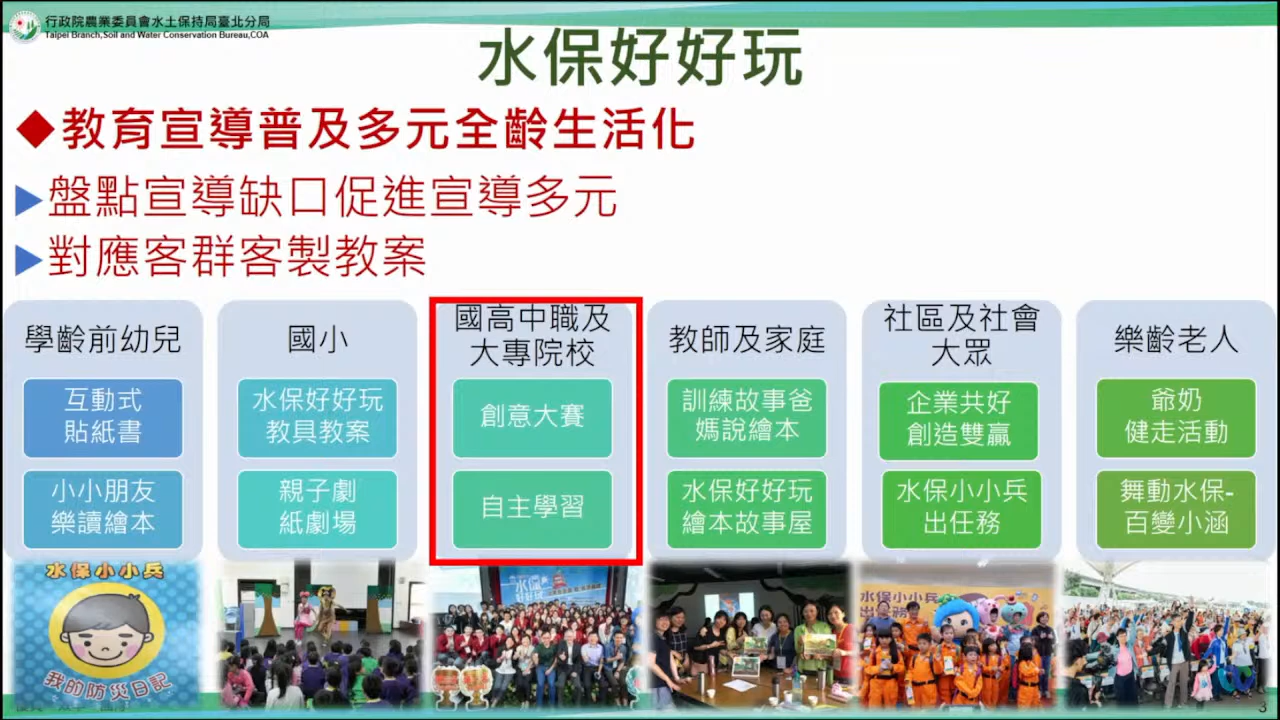 行政院農業委員會水土保持局臺北分局
Taipei Branch,Soil and Water Conservation Bureau,COA
水保好好玩
教育宣導普及多元全齡生活化
盤點宣導缺口促進宣導多元
對應客群客製教案
學齡前幼兒
互動式
貼紙書
小小朋友
樂讀繪本
國小
水保好好玩
教具教案
親子劇
紙劇場
國高中職及
大專院校
創意大賽
自主學習
教師及家庭
訓練故事爸
媽說繪本
水保好好玩
繪本故事屋
社區及社會
大眾
企業共好
創造雙贏
水保小小兵
出任務
樂齡老人
爺奶
健走活動
舞動水保-
百變小涵
水保小小兵
我的防災日記
水保
好好玩
水保小小兵
出任務
3